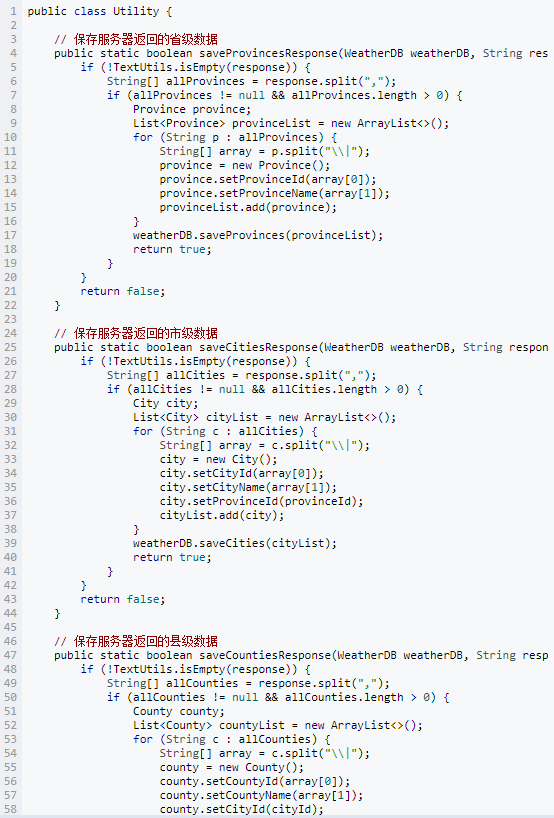 1 public class Utility {
2
3     // 保存服务器返回的省级数据
4     public static boolean saveProvincesResponse(WeatherDB weatherDB, String res
5         if (!TextUtils.isEmpty(response)) {
6             String[] allProvinces = response.split(",");
7             if (allProvinces != null && allProvinces.length > 0) {
8                 Province province;
9                 List<Province> provinceList = new ArrayList<>();
10                 for (String p : allProvinces) {
11                     String[] array = p.split("\\|");
12                     province = new Province();
13                     province.setProvinceId(array[0]);
14                     province.setProvinceName(array[1]);
15                     provinceList.add(province);
16                 }
17                 weatherDB.saveProvinces(provinceList);
18                 return true;
19             }
20         }
21         return false;
22     }
23
24     // 保存服务器返回的市级数据
25     public static boolean saveCitiesResponse(WeatherDB weatherDB, String respon
26         if (!TextUtils.isEmpty(response)) {
27             String[] allCities = response.split(",");
28             if (allCities != null && allCities.length > 0) {
29                 City city;
30                 List<City> cityList = new ArrayList<>();
31                 for (String c : allCities) {
32                     String[] array = c.split("\\|");
33                     city = new City();
34                     city.setCityId(array[0]);
35                     city.setCityName(array[1]);
36                     city.setProvinceId(provinceId);
37                     cityList.add(city);
38                 }
39                 weatherDB.saveCities(cityList);
40                 return true;
41             }
42         }
43         return false;
44     }
45
46     // 保存服务器返回的县级数据
47     public static boolean saveCountiesResponse(WeatherDB weatherDB, String resp
48         if (!TextUtils.isEmpty(response)) {
49             String[] allCounties = response.split(",");
50             if (allCounties != null && allCounties.length > 0) {
51                 County county;
52                 List<County> countyList = new ArrayList<>();
53                 for (String c : allCounties) {
54                     String[] array = c.split("\\|");
55                     county = new County();
56                     county.setCountyId(array[0]);
57                     county.setCountyName(array[1]);
58                     county.setCityId(cityId);